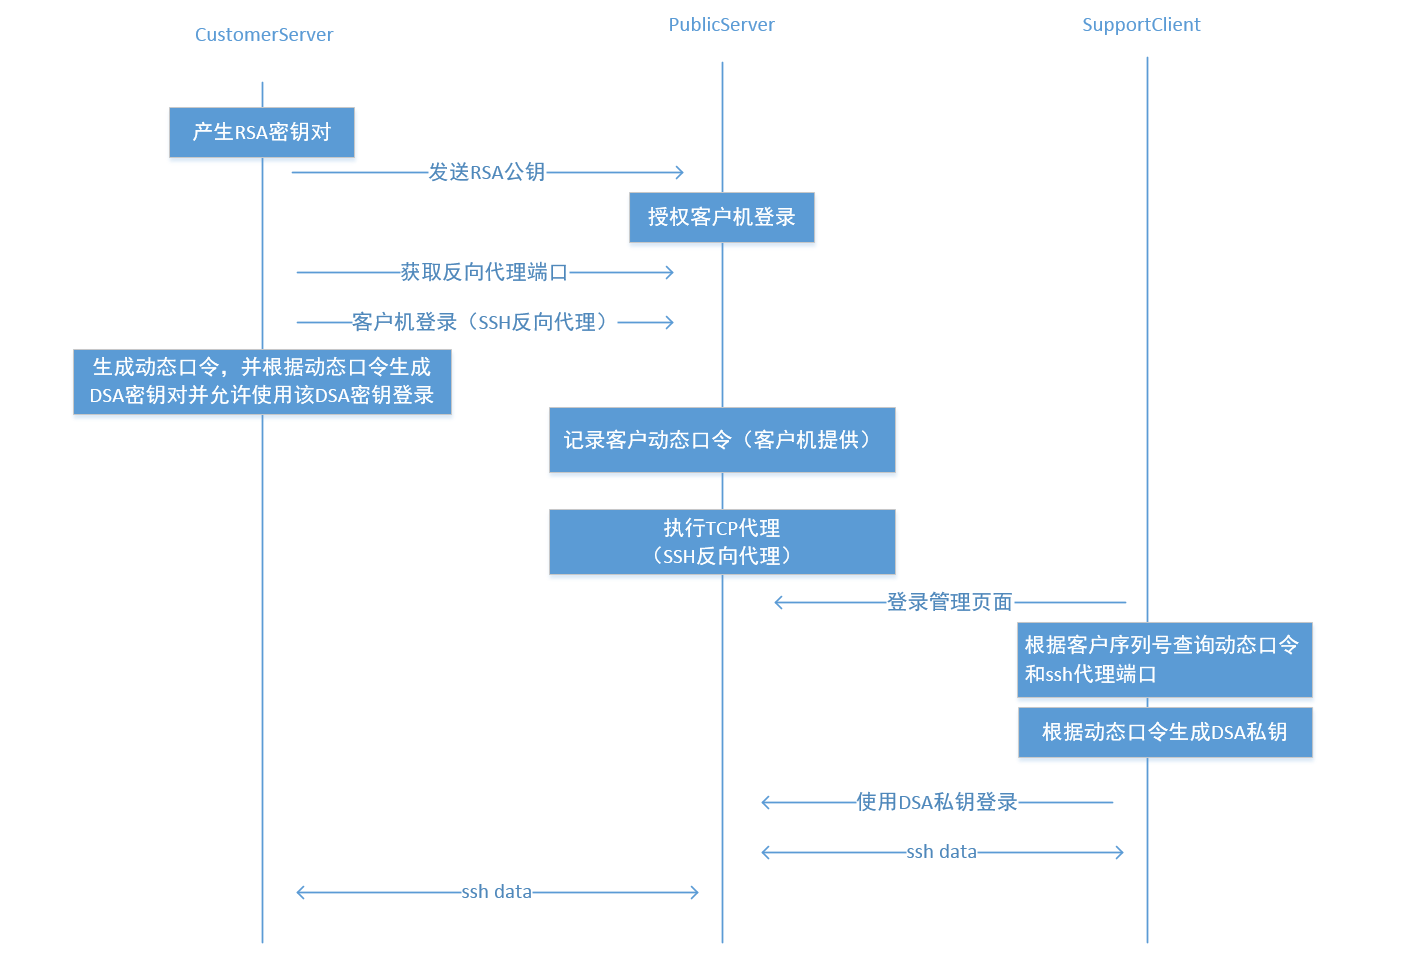 CustomerServer
PublicServer
SupportClient
产生RSA密钥对
发送RSA公钥
授权客户机登录
获取反向代理端口
客户机登录（SSH反向代理）
生成动态口令，并根据动态口令生成
DSA密钥对并允许使用该DSA密钥登录
记录客户动态口令（客户机提供）
执行TCP代理
（SSH反向代理）
登录管理页面
根据客户序列号查询动态口令
和ssh代理端口
根据动态口令生成DSA私钥
使用DSA私钥登录
ssh data
ssh data